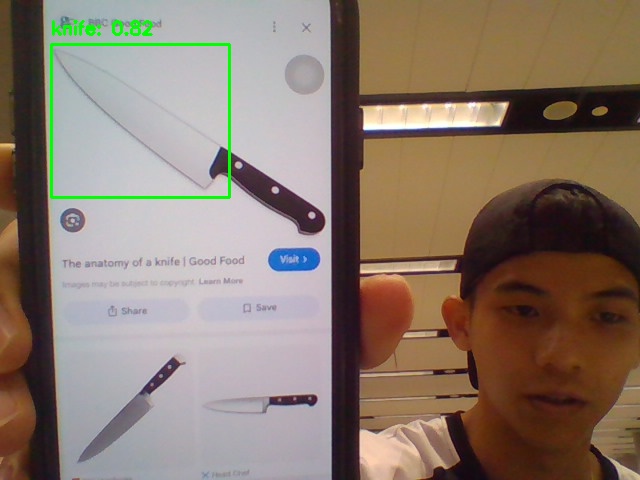 BBC Good Food
knife: 0.82
The anatomy of a knife | Good Food
Visit >
Images may be subject to copyright. Learn More
Share
Save
Head Chef